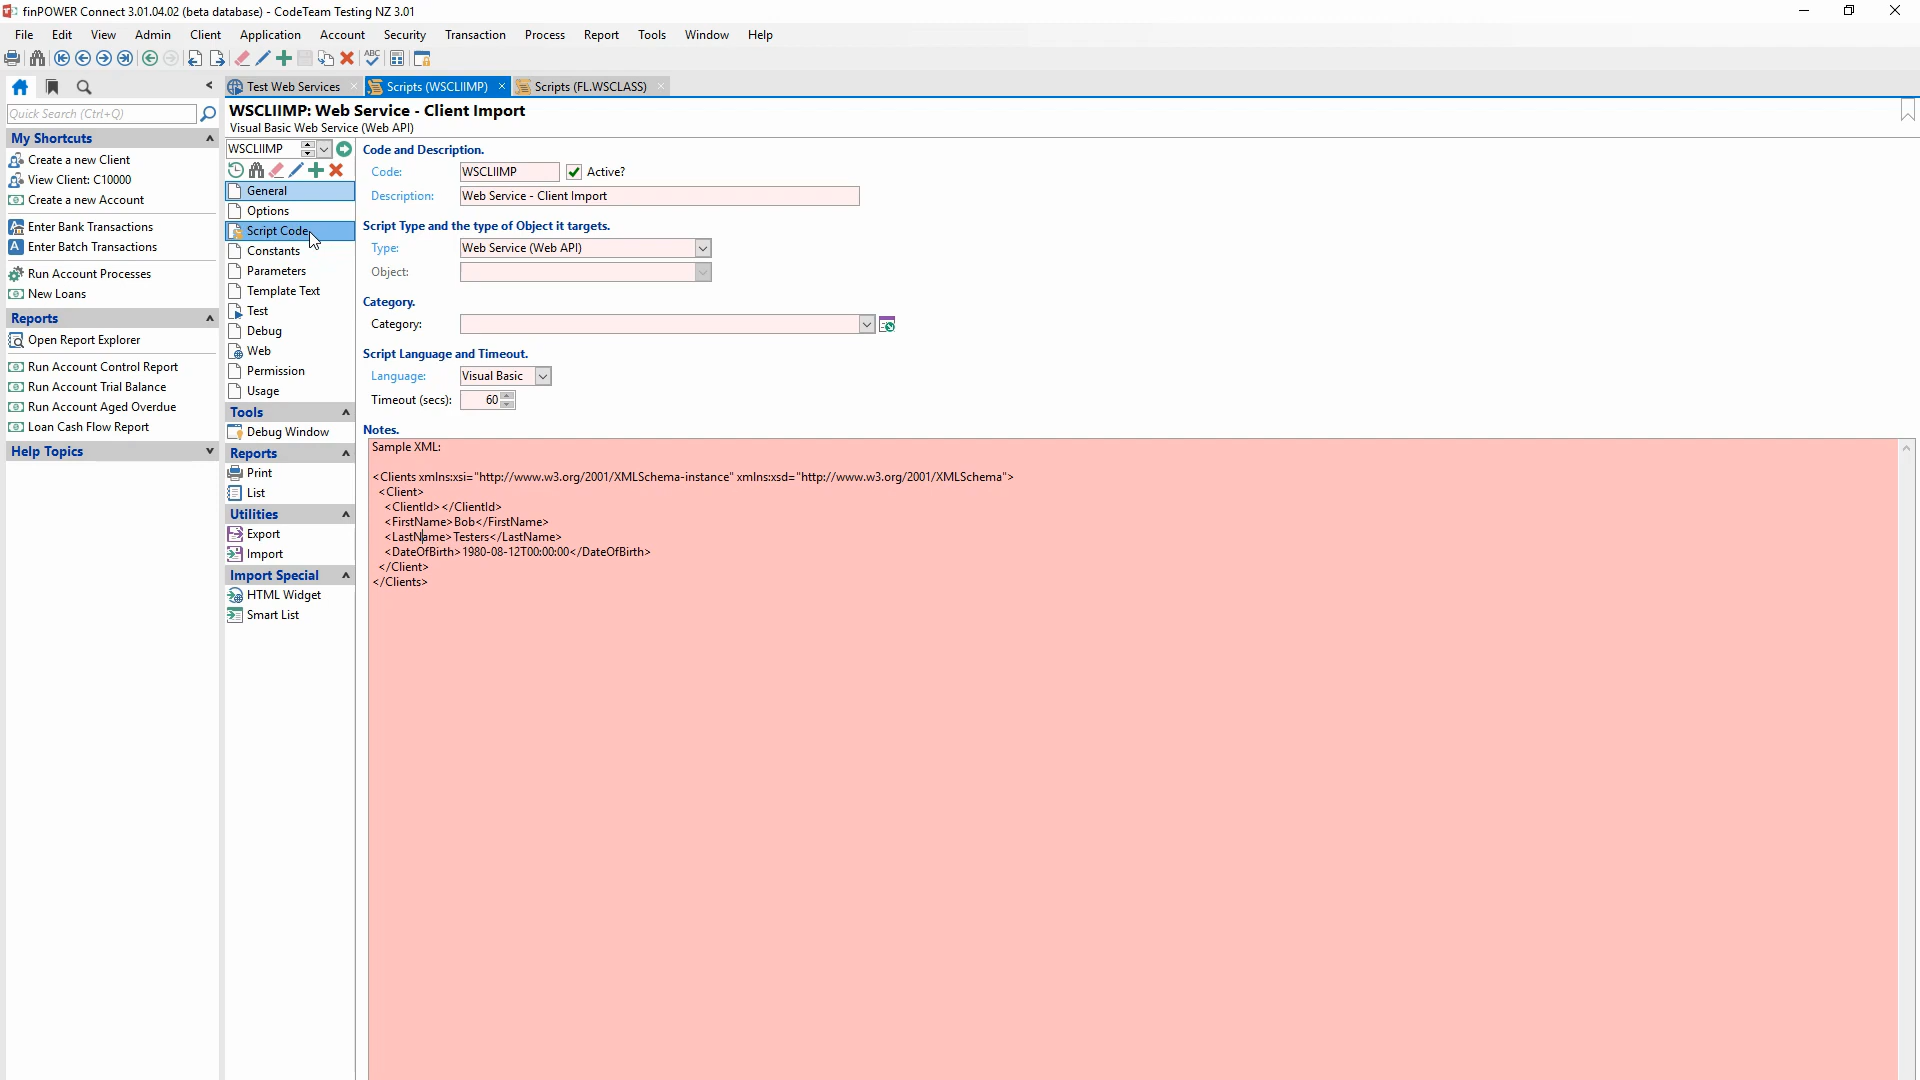 finPOWER Connect 3.01.04.02 (beta database) - CodeTeam Testing NZ 3.01
File Edit View Admin Client Application Account Security Transaction Process Report Tools Window Help
Test Web Services Scripts (WSCLIIMP) Scripts (FL.WSCLASS)
Quick Search (Ctrl+Q)
My Shortcuts
Create a new Client
View Client: C10000
Create a new Account
Enter Bank Transactions
Enter Batch Transactions
Run Account Processes
New Loans
Reports
Open Report Explorer
Run Account Control Report
Run Account Trial Balance
Run Account Aged Overdue
Loan Cash Flow Report
Help Topics
WSCLIIMP: Web Service - Client Import
Visual Basic Web Service (Web API)
WSCLIIMP
General
Options
Script Code
Constants
Parameters
Template Text
Test
Debug
Web
Permission
Usage
Tools
Debug Window
Reports
Print
List
Utilities
Export
Import
Import Special
HTML Widget
Smart List
Code and Description.
Code: WSCLIIMP Active?
Description: Web Service - Client Import
Script Type and the type of Object it targets.
Type: Web Service (Web API)
Object:
Category.
Category:
Script Language and Timeout.
Language: Visual Basic
Timeout (secs): 60
Notes.
Sample XML:
<Clients xmlns:xsi="http://www.w3.org/2001/XMLSchema-instance" xmlns:xsd="http://www.w3.org/2001/XMLSchema">
<Client>
<ClientId></ClientId>
<FirstName>Bob</FirstName>
<LastName>Testers</LastName>
<DateOfBirth>1980-08-12T00:00:00</DateOfBirth>
</Client>
</Clients>